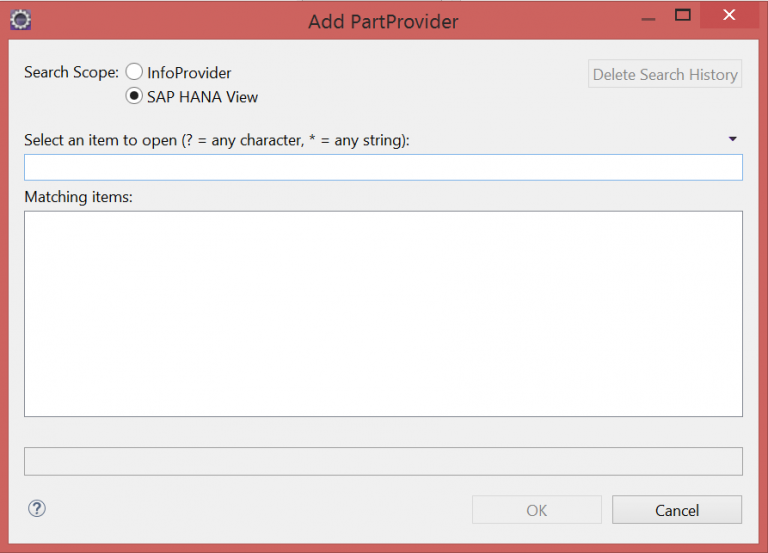 Add PartProvider
Search Scope: InfoProvider
Delete Search History
SAP HANA View
Select an item to open (? = any character, * = any string):
Matching items:
?
OK
Cancel